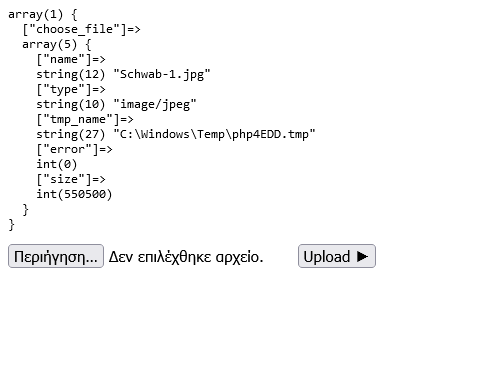 array(1) {
  ["choose_file"]=>
  array(5) {
    ["name"]=>
    string(12) "Schwab-1.jpg"
    ["type"]=>
    string(10) "image/jpeg"
    ["tmp_name"]=>
    string(27) "C:\Windows\Temp\php4EDD.tmp"
    ["error"]=>
    int(0)
    ["size"]=>
    int(550500)
  }
}
Περιήγηση... Δεν επιλέχθηκε αρχείο. Upload ►